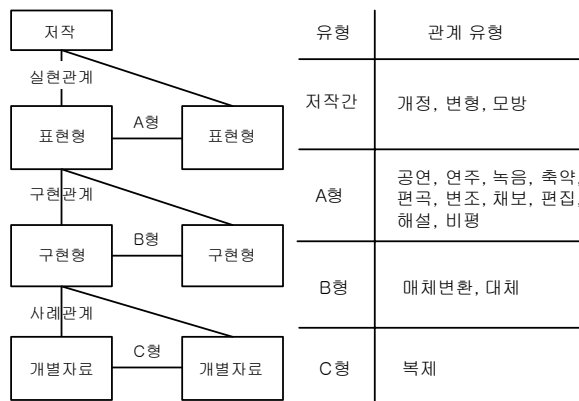 저작
실현관계
표현형
A형
표현형
구현관계
구현형
B형
구현형
사례관계
개별자료
C형
개별자료
유형
관계 유형
저작간
개정, 변형, 모방
A형
공연, 연주, 녹음, 축약,
편곡, 변조, 채보, 편집,
해설, 비평
B형
매체변환, 대체
C형
복제